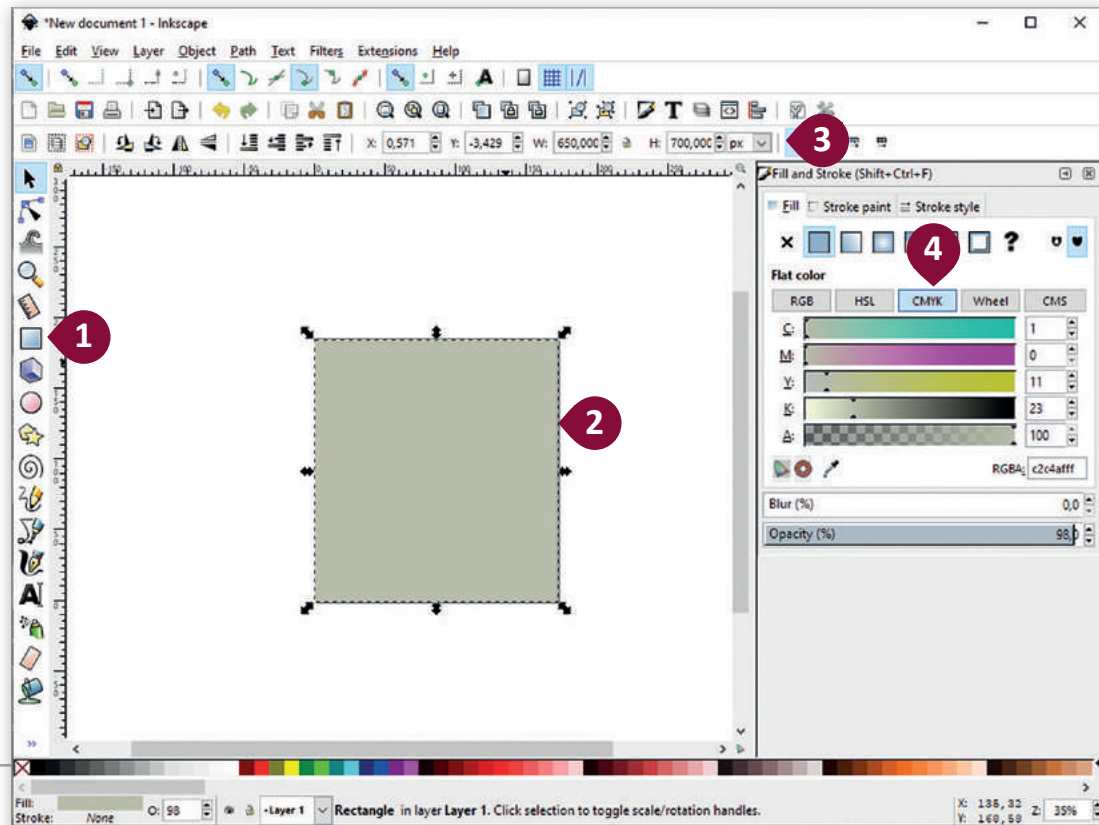 *New document 1 - Inkscape
File Edit View Layer Object Path Text Filters Extensions Help
X: 0,571 Y: -3,429 W: 650,000 H: 700,000 px
3
Fill and Stroke (Shift+Ctrl+F)
Fill Stroke paint Stroke style
?
4
Flat color
RGB HSL CMYK Wheel CMS
C: 1
M: 0
Y: 11
K: 23
A: 100
RGBA: c2c4afff
Blur (%) 0,0
Opacity (%) 98,0
1
2
Fill:
Stroke: None
O: 98
Layer 1
Rectangle in layer Layer 1. Click selection to toggle scale/rotation handles.
X: 135,32
Y: 168,58
Z: 35%